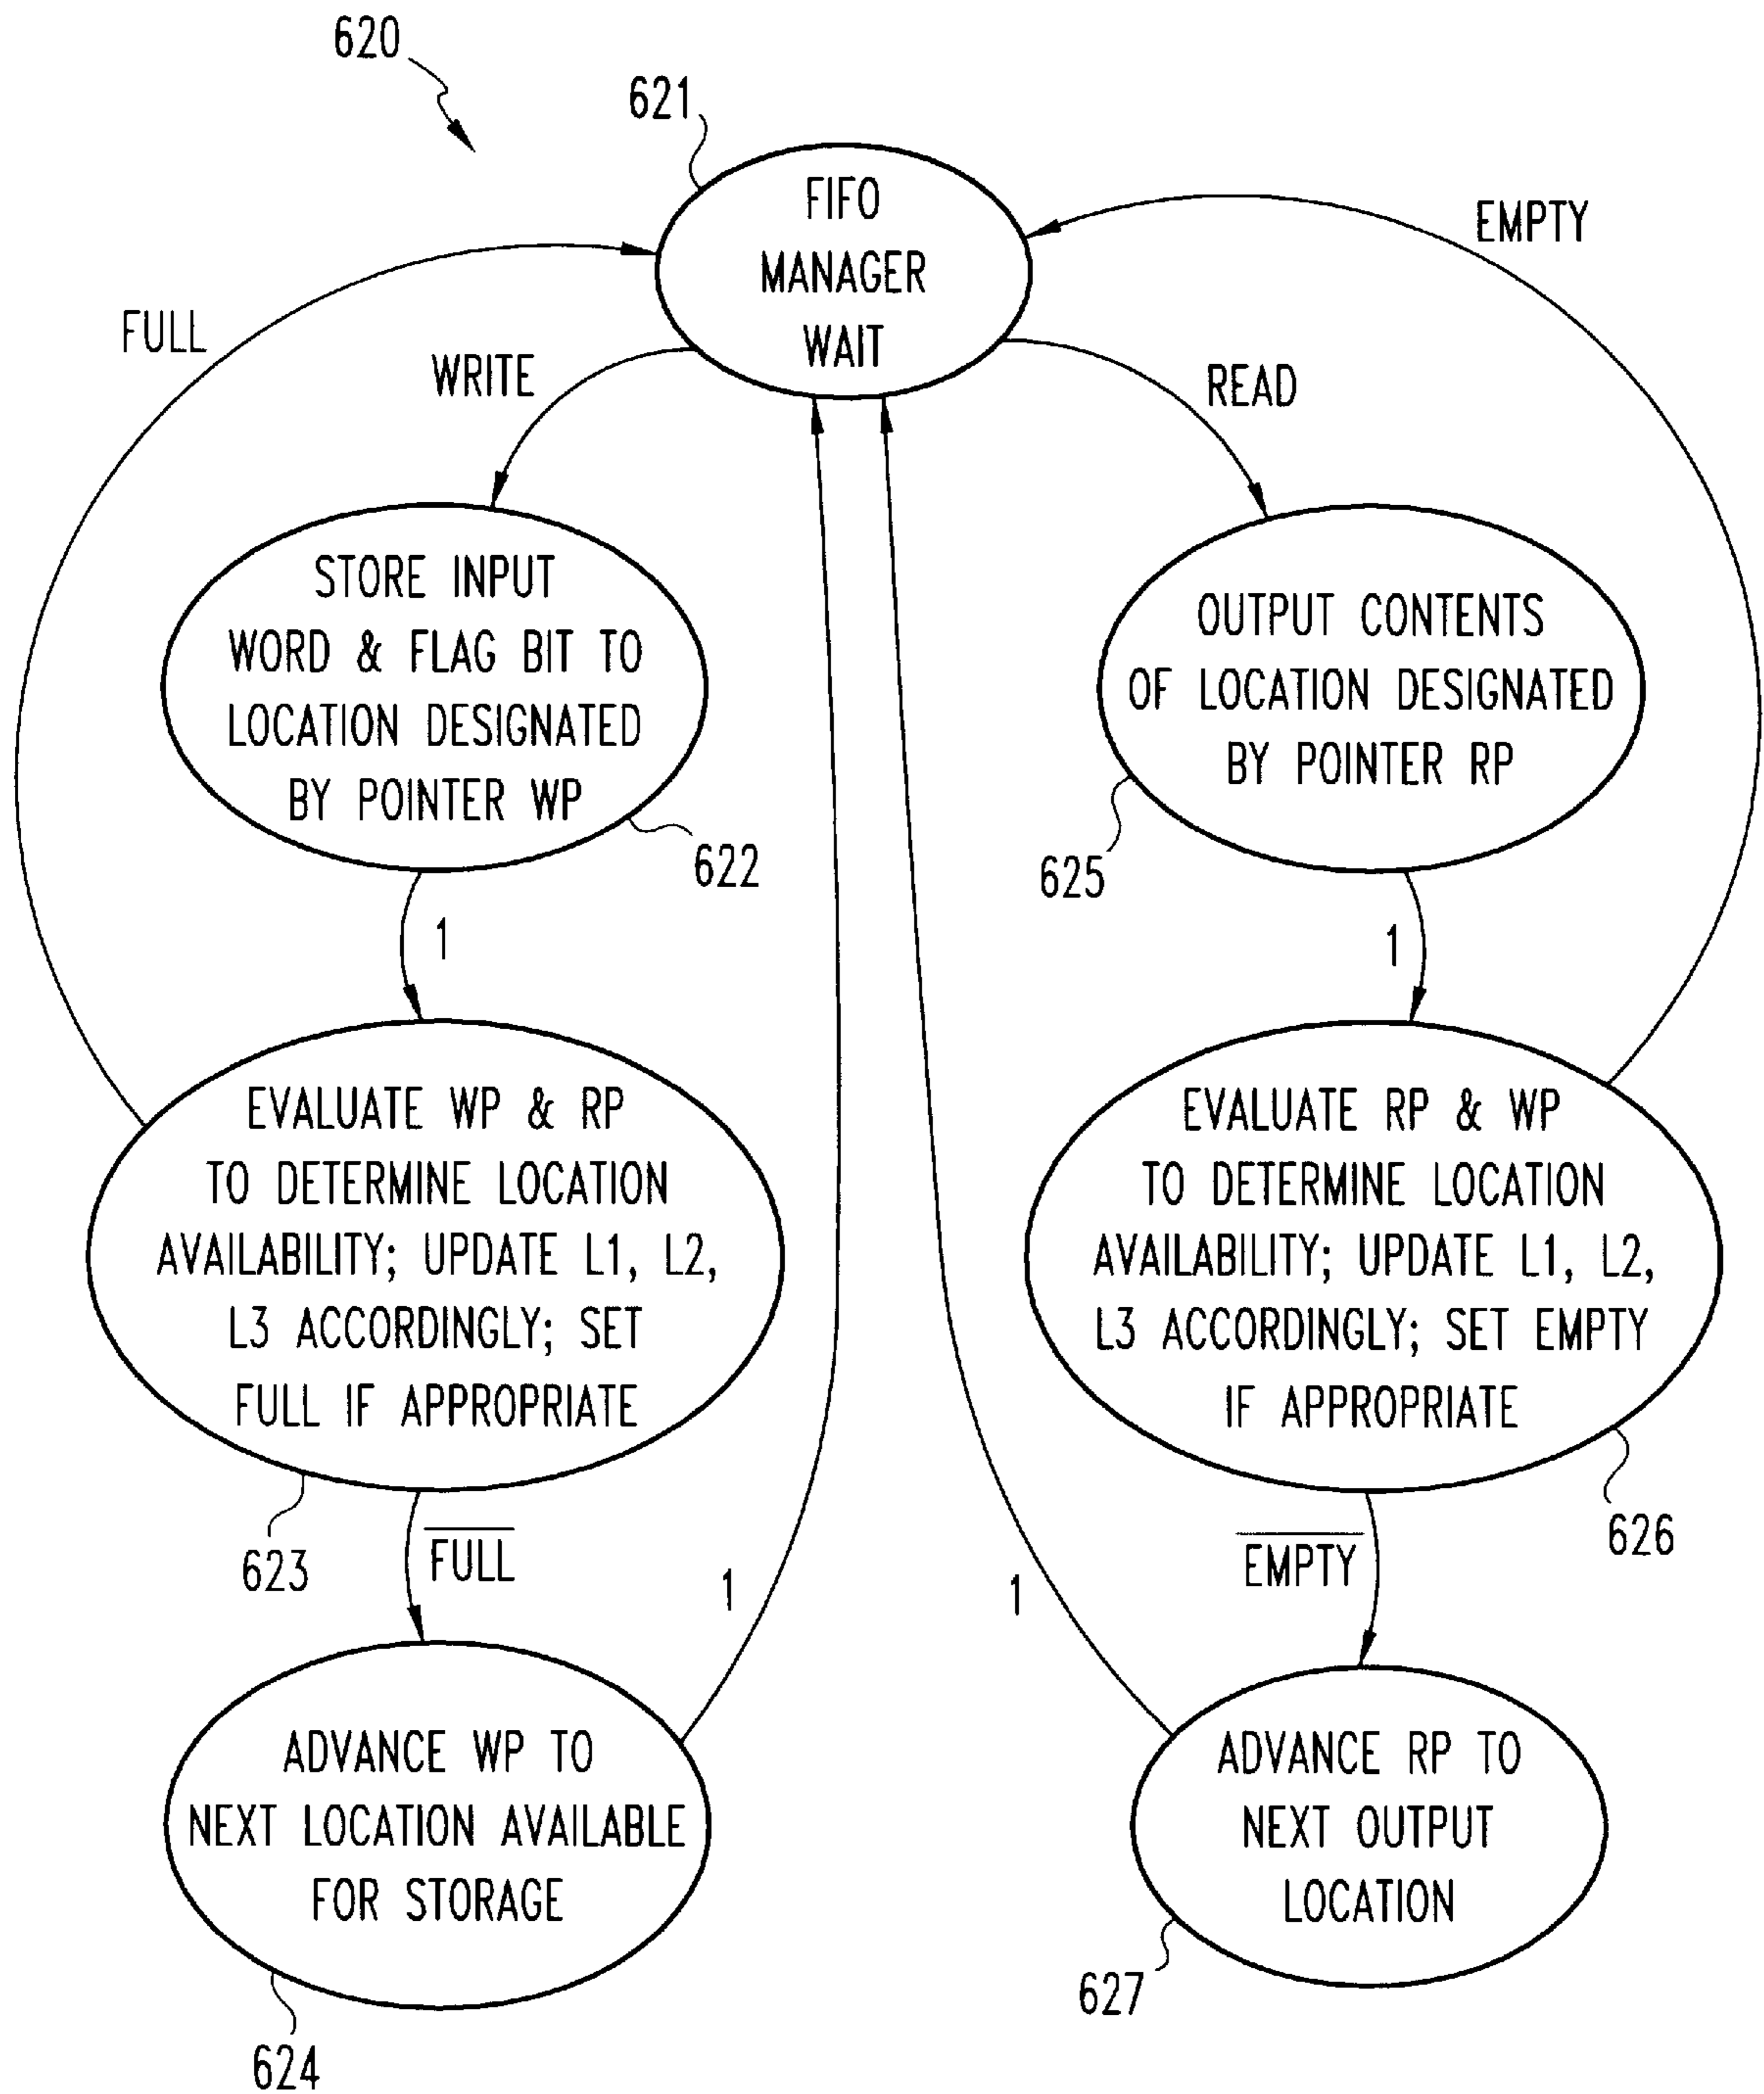 620
621
FIFO
MANAGER
WAIT
EMPTY
FULL
WRITE
READ
STORE INPUT
WORD & FLAG BIT TO
LOCATION DESIGNATED
BY POINTER WP
622
OUTPUT CONTENTS
OF LOCATION DESIGNATED
BY POINTER RP
625
1
1
EVALUATE WP & RP
TO DETERMINE LOCATION
AVAILABILITY; UPDATE L1, L2,
L3 ACCORDINGLY; SET
FULL IF APPROPRIATE
623
EVALUATE RP & WP
TO DETERMINE LOCATION
AVAILABILITY; UPDATE L1, L2,
L3 ACCORDINGLY; SET EMPTY
IF APPROPRIATE
626
F̅U̅L̅L̅
1
1
E̅M̅P̅T̅Y̅
ADVANCE WP TO
NEXT LOCATION AVAILABLE
FOR STORAGE
624
ADVANCE RP TO
NEXT OUTPUT
LOCATION
627